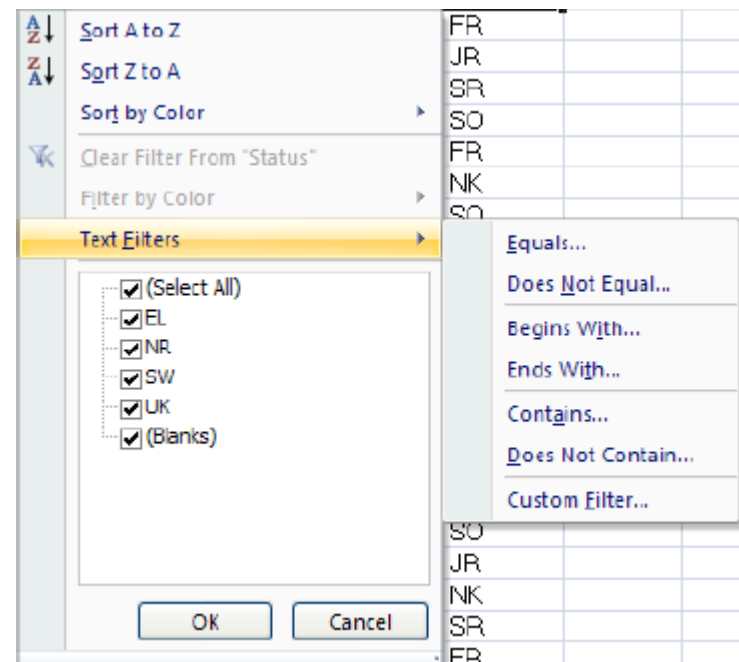 Sort A to Z
Sort Z to A
Sort by Color
Clear Filter From "Status"
Filter by Color
Text Filters
(Select All)
EL
NR
SW
UK
(Blanks)
OK
Cancel
FR
JR
SR
SO
FR
NK
SO
Equals...
Does Not Equal...
Begins With...
Ends With...
Contains...
Does Not Contain...
Custom Filter...
SO
JR
NK
SR
FR